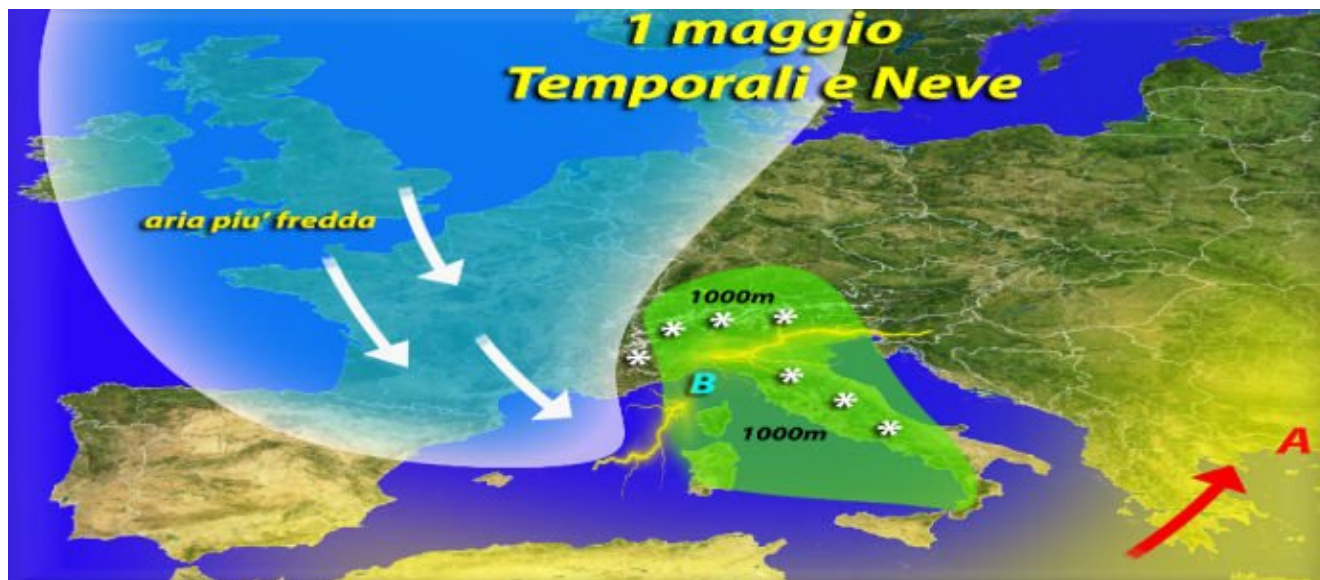 1 maggio
Temporali e Neve
aria piu' fredda
1000m
B
1000m
A